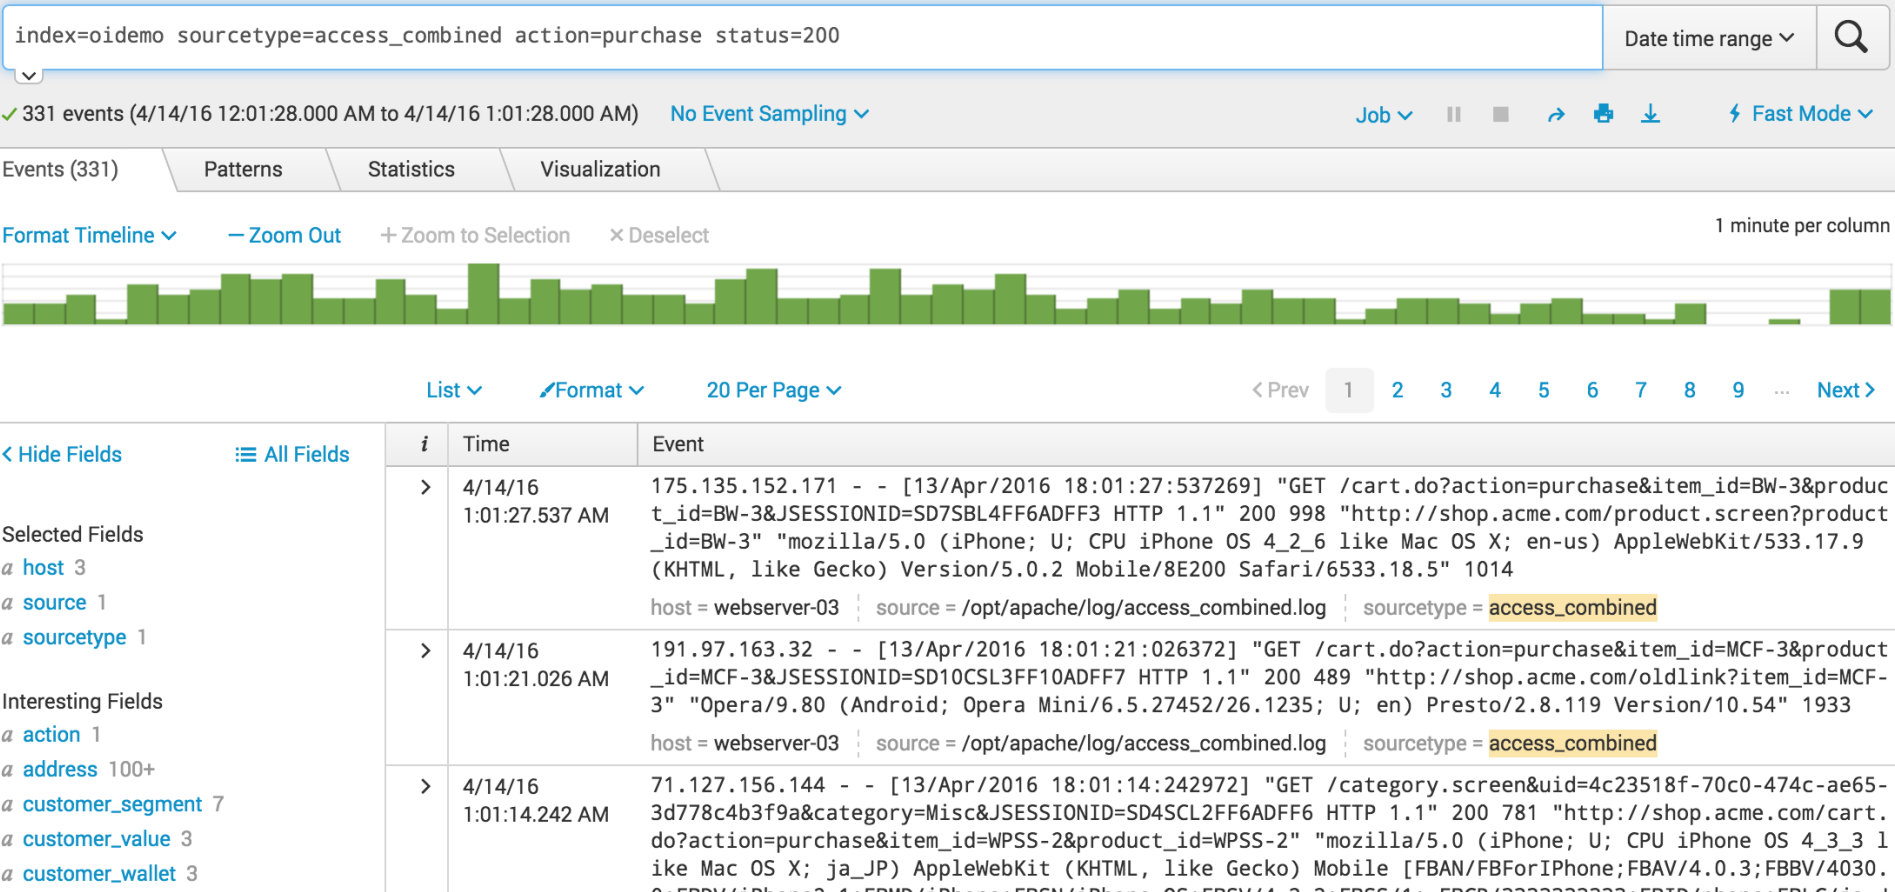 index=oidemo sourcetype=access_combined action=purchase status=200
Date time range
331 events (4/14/16 12:01:28.000 AM to 4/14/16 1:01:28.000 AM)
No Event Sampling
Job
Fast Mode
Events (331)
Patterns
Statistics
Visualization
Format Timeline
– Zoom Out
+ Zoom to Selection
× Deselect
1 minute per column
List
Format
20 Per Page
< Prev
1
2
3
4
5
6
7
8
9
...
Next >
< Hide Fields
All Fields
i
Time
Event
Selected Fields
a host 3
a source 1
a sourcetype 1
Interesting Fields
a action 1
a address 100+
a customer_segment 7
a customer_value 3
a customer_wallet 3
> 4/14/16
1:01:27.537 AM
175.135.152.171 - - [13/Apr/2016 18:01:27:537269] "GET /cart.do?action=purchase&item_id=BW-3&produc
t_id=BW-3&JSESSIONID=SD7SBL4FF6ADFF3 HTTP 1.1" 200 998 "http://shop.acme.com/product.screen?product
_id=BW-3" "mozilla/5.0 (iPhone; U; CPU iPhone OS 4_2_6 like Mac OS X; en-us) AppleWebKit/533.17.9
(KHTML, like Gecko) Version/5.0.2 Mobile/8E200 Safari/6533.18.5" 1014
host = webserver-03 source = /opt/apache/log/access_combined.log sourcetype = access_combined
> 4/14/16
1:01:21.026 AM
191.97.163.32 - - [13/Apr/2016 18:01:21:026372] "GET /cart.do?action=purchase&item_id=MCF-3&product
_id=MCF-3&JSESSIONID=SD10CSL3FF10ADFF7 HTTP 1.1" 200 489 "http://shop.acme.com/oldlink?item_id=MCF-
3" "Opera/9.80 (Android; Opera Mini/6.5.27452/26.1235; U; en) Presto/2.8.119 Version/10.54" 1933
host = webserver-03 source = /opt/apache/log/access_combined.log sourcetype = access_combined
> 4/14/16
1:01:14.242 AM
71.127.156.144 - - [13/Apr/2016 18:01:14:242972] "GET /category.screen&uid=4c23518f-70c0-474c-ae65-
3d778c4b3f9a&category=Misc&JSESSIONID=SD4SCL2FF6ADFF6 HTTP 1.1" 200 781 "http://shop.acme.com/cart.
do?action=purchase&item_id=WPSS-2&product_id=WPSS-2" "mozilla/5.0 (iPhone; U; CPU iPhone OS 4_3_3 l
ike Mac OS X; ja_JP) AppleWebKit (KHTML, like Gecko) Mobile [FBAN/FBForIPhone;FBAV/4.0.3;FBBV/4030.